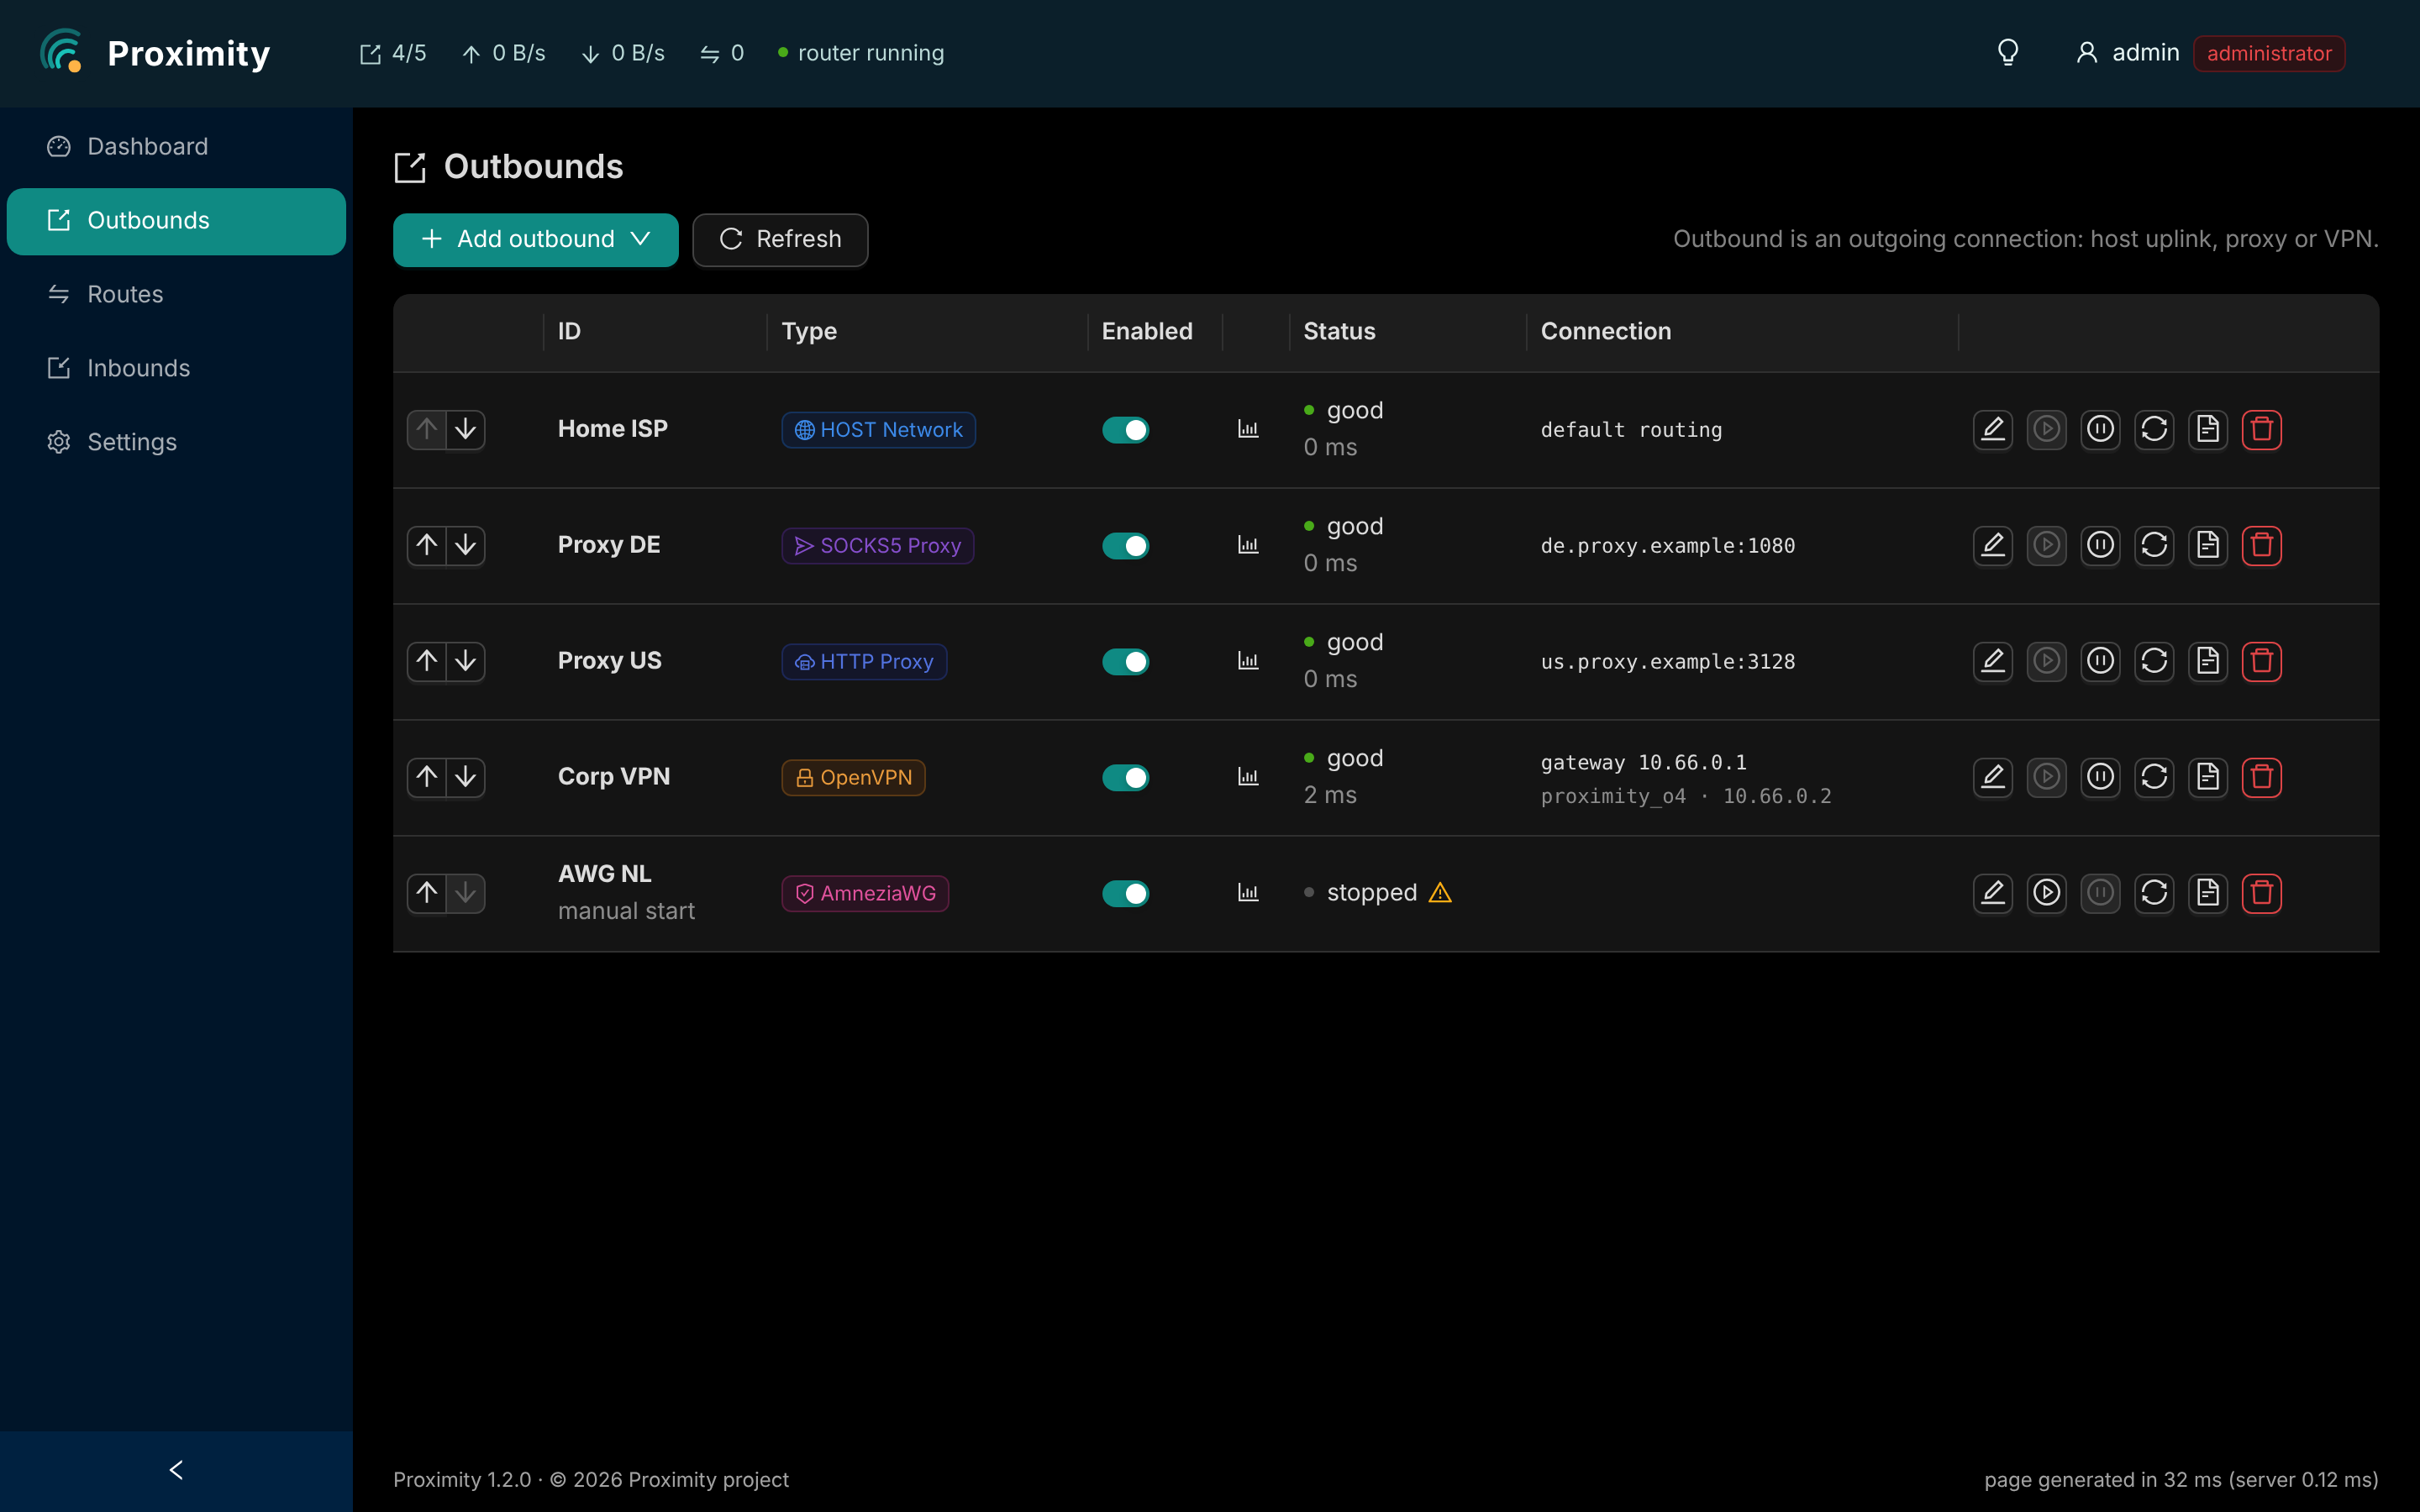 Proximity 4/5 0 B/s 0 B/s 0 router running admin administrator
Dashboard
Outbounds
Routes
Inbounds
Settings
Outbounds
Add outbound Refresh Outbound is an outgoing connection: host uplink, proxy or VPN.
ID Type Enabled Status Connection
Home ISP HOST Network good default routing
0 ms
Proxy DE SOCKS5 Proxy good de.proxy.example:1080
0 ms
Proxy US HTTP Proxy good us.proxy.example:3128
0 ms
Corp VPN OpenVPN good gateway 10.66.0.1
2 ms proximity_o4 · 10.66.0.2
AWG NL AmneziaWG stopped
manual start
Proximity 1.2.0 · © 2026 Proximity project page generated in 32 ms (server 0.12 ms)